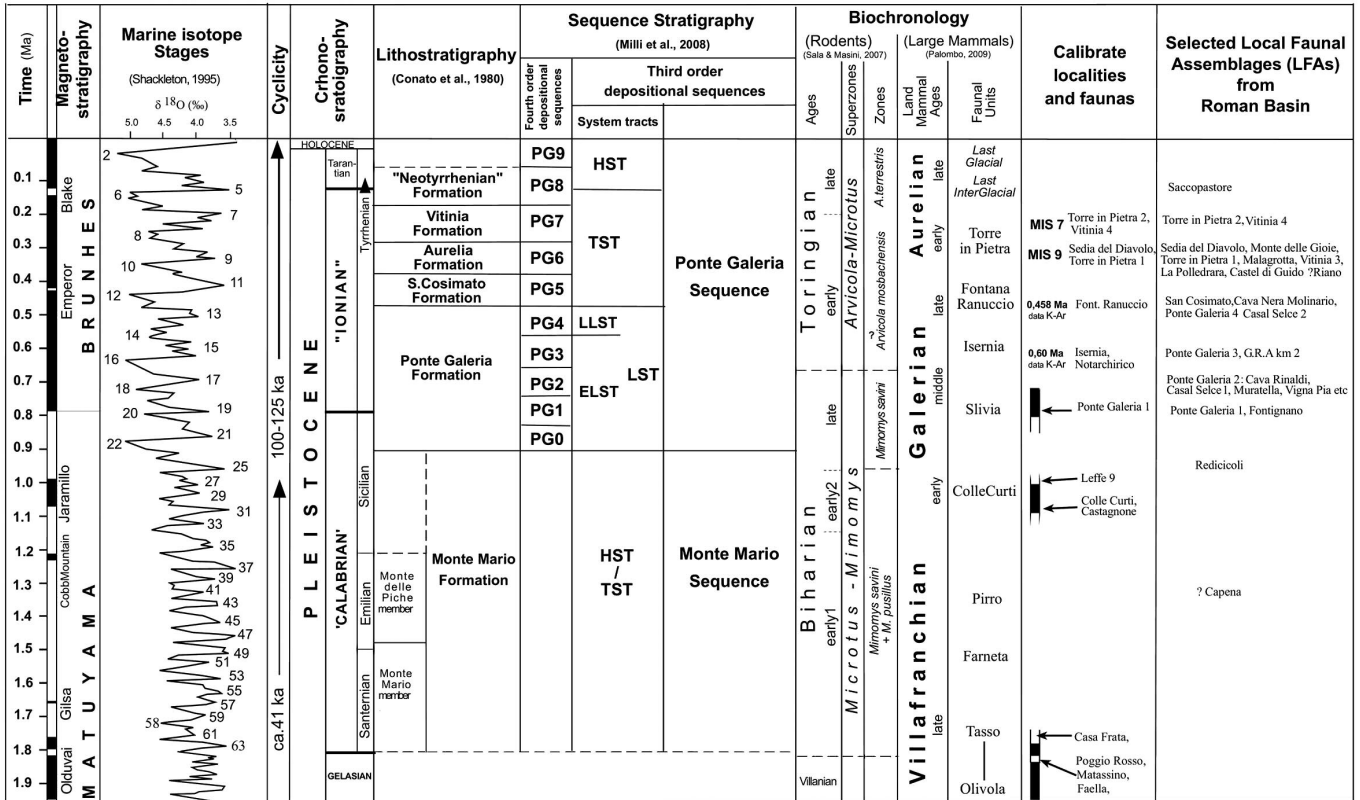 Time (Ma)
Magneto-
stratigraphy
Marine isotope
Stages
(Shackleton, 1995)
δ 18O (‰)
5.0 4.5 4.0 3.5
Cyclicity
Crhono-
sratoigraphy
Lithostratigraphy
(Conato et al., 1980)
Sequence Stratigraphy
(Milli et al., 2008)
Fourth order
depositional
sequences
Third order
depositional sequences
System tracts
Biochronology
(Rodents)
(Sala & Masini, 2007)
(Large Mammals)
(Palombo, 2009)
Ages
Superzones
Zones
Land
Mammal
Ages
Faunal
Units
Calibrate
localities
and faunas
Selected Local Faunal
Assemblages (LFAs)
from
Roman Basin
0.1
0.2
0.3
0.4
0.5
0.6
0.7
0.8
0.9
1.0
1.1
1.2
1.3
1.4
1.5
1.6
1.7
1.8
1.9
Blake
Emperor
Jaramillo
CobbMountain
Gilsa
Olduvai
BRUNHES
MATUYAMA
2
5
6
7
8
9
10
11
12
13
14
15
16
17
18
19
20
21
22
25
27
29
31
33
35
37
39
41
43
45
47
49
51
53
55
57
58
59
61
63
100-125 ka
ca.41 ka
PLEISTOCENE
HOLOCENE
Taran-
tian
"IONIAN"
'CALABRIAN'
GELASIAN
Tyrrhenian
Sicilian
Emilian
Santernian
"Neotyrrhenian"
Formation
Vitinia
Formation
Aurelia
Formation
S.Cosimato
Formation
Ponte Galeria
Formation
Monte
delle
Piche
member
Monte
Mario
member
Monte Mario
Formation
PG9
PG8
PG7
PG6
PG5
PG4
PG3
PG2
PG1
PG0
HST
TST
LLST
ELST
LST
HST
/
TST
Ponte Galeria
Sequence
Monte Mario
Sequence
Toringian
late
early
Biharian
late
early2
early1
Villanian
Arvicola-Microtus
Microtus - Mimomys
A.terrestris
Arvicola mosbachensis
?
Mimomys savini
Mimomys savini
+ M. pusillus
Aurelian
late
early
Galerian
late
middle
early
Villafranchian
late
Last
Glacial
Last
InterGlacial
Torre
in Pietra
Fontana
Ranuccio
Isernia
Slivia
ColleCurti
Pirro
Farneta
Tasso
Olivola
MIS 7 Torre in Pietra 2,
Vitinia 4
MIS 9 Sedia del Diavolo,
Torre in Pietra 1
0,458 Ma Font. Ranuccio
data K-Ar
0,60 Ma Isernia,
data K-Ar Notarchirico
Ponte Galeria 1
Leffe 9
Colle Curti,
Castagnone
Casa Frata,
Poggio Rosso,
Matassino,
Faella,
Saccopastore
Torre in Pietra 2, Vitinia 4
Sedia del Diavolo, Monte delle Gioie,
Torre in Pietra 1, Malagrotta, Vitinia 3,
La Polledrara, Castel di Guido ?Riano
San Cosimato,Cava Nera Molinario,
Ponte Galeria 4 Casal Selce 2
Ponte Galeria 3, G.R.A km 2
Ponte Galeria 2: Cava Rinaldi,
Casal Selce1, Muratella, Vigna Pia etc
Ponte Galeria 1, Fontignano
Redicicoli
? Capena